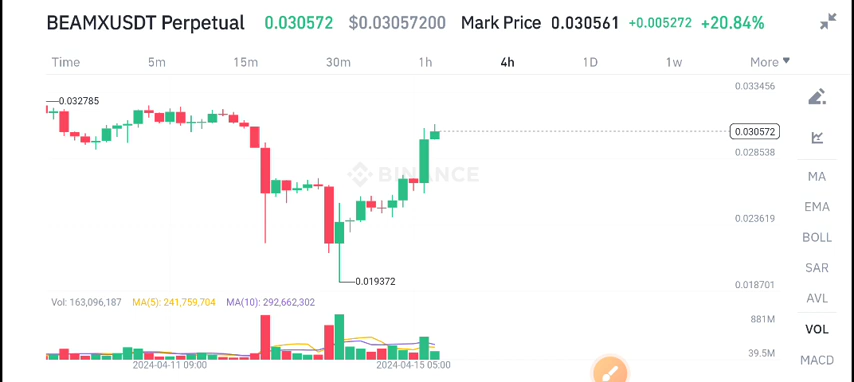 BEAMXUSDT Perpetual 0.030572 $0.03057200 Mark Price 0.030561 +0.005272 +20.84%
Time 5m 15m 30m 1h 4h 1D 1w More
0.032785
0.033456
0.030572
0.028538
BINANCE
MA
EMA
0.023619
BOLL
SAR
0.019372
0.018701
AVL
Vol: 163,096,187 MA(5): 241,759,704 MA(10): 292,662,302
881M
VOL
39.5M
MACD
2024-04-11 09:00 2024-04-15 05:00